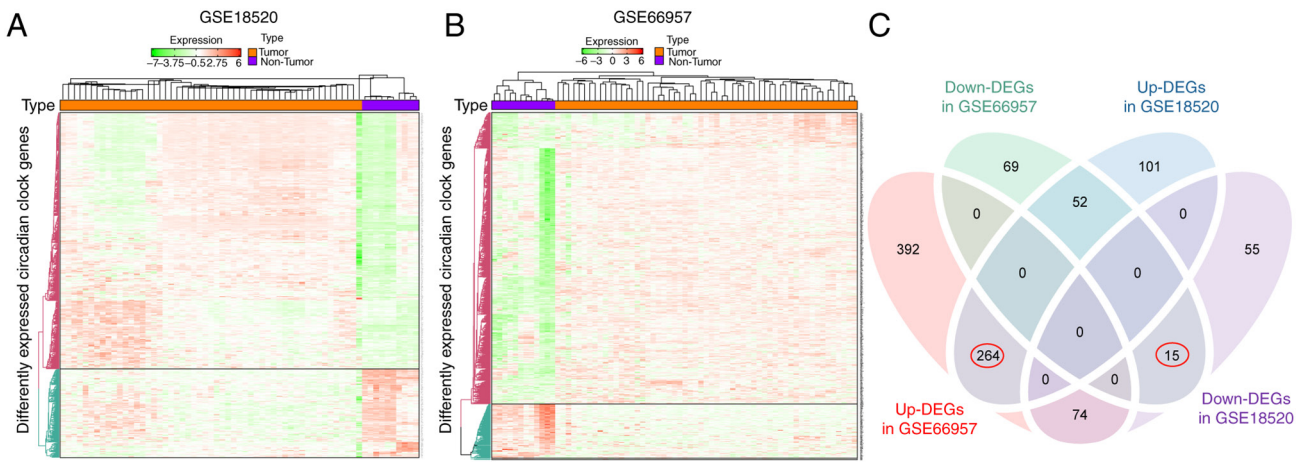 A
GSE18520
Expression
−7−3.75−0.52.75 6
Type
Tumor
Non-Tumor
Type
Differently expressed circadian clock genes
B
GSE66957
Expression
−6 −3 0 3 6
Type
Tumor
Non-Tumor
Type
Differently expressed circadian clock genes
C
Down-DEGs
in GSE66957
Up-DEGs
in GSE18520
69
101
0
52
0
392
55
0
0
0
264
15
0
0
74
Up-DEGs
in GSE66957
Down-DEGs
in GSE18520